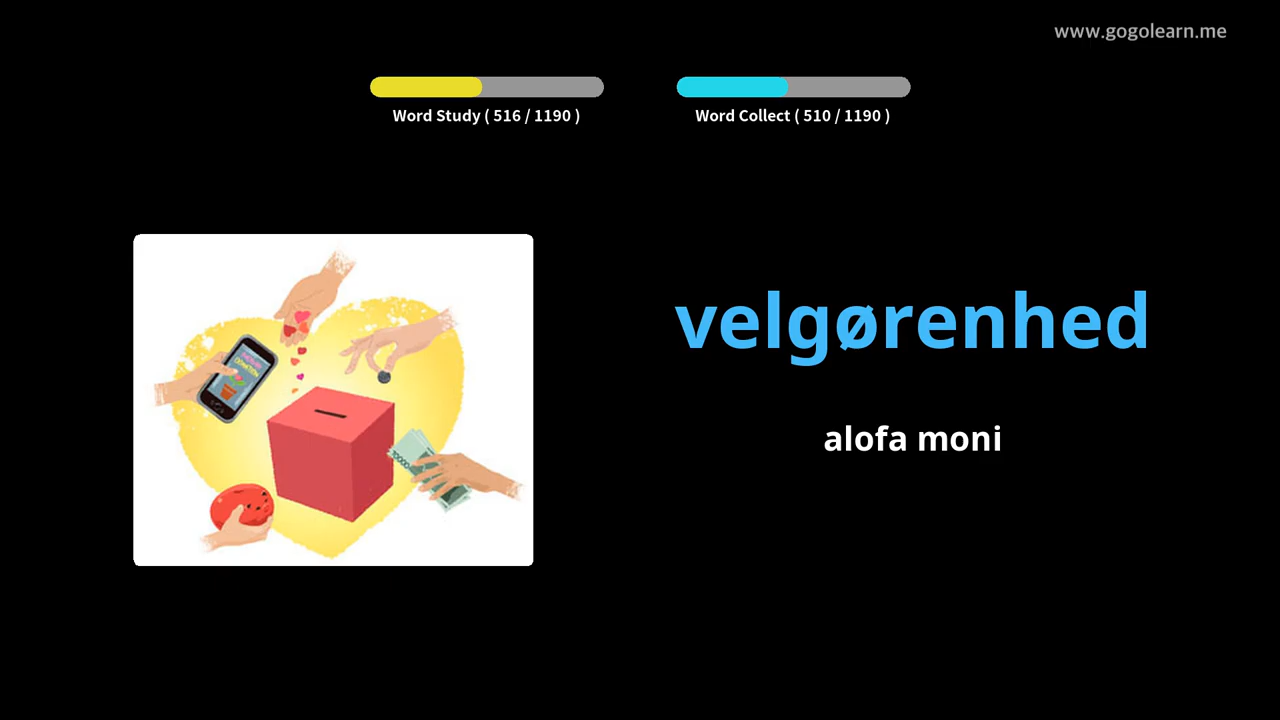 www.gogolearn.me
Word Study ( 516 / 1190 )
Word Collect ( 510 / 1190 )
velgørenhed
alofa moni